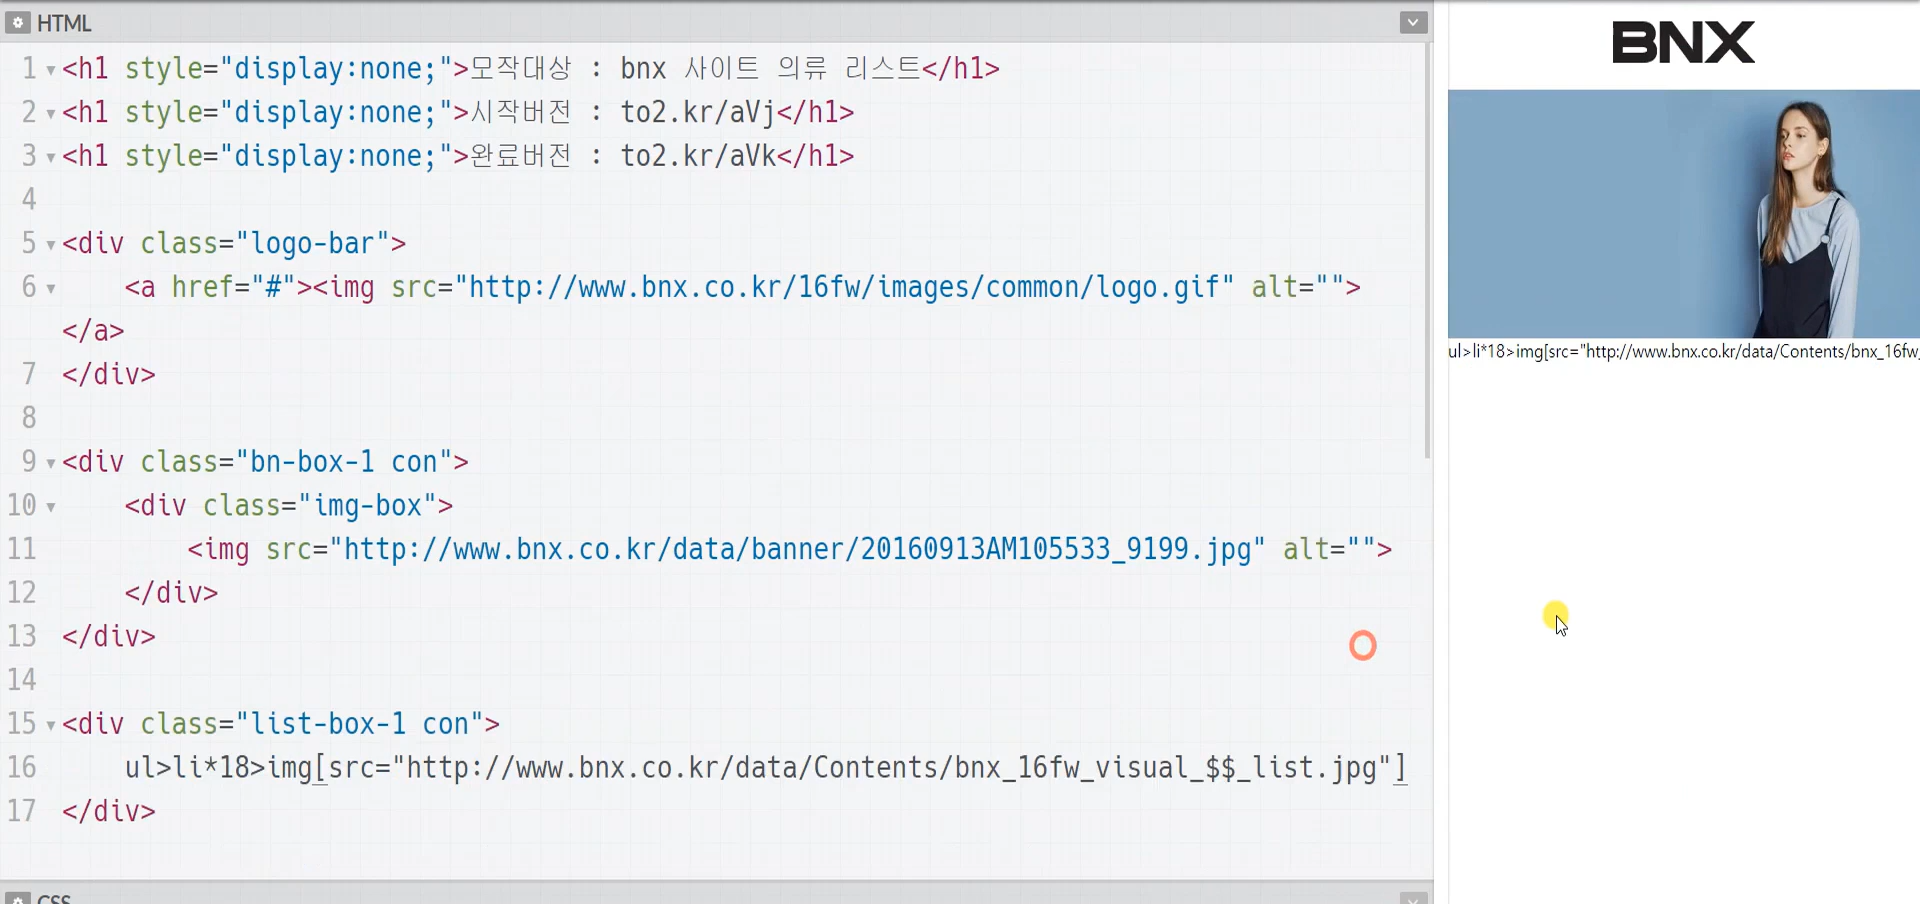 HTML
1 <h1 style="display:none;">모작대상 : bnx 사이트 의류 리스트</h1>
2 <h1 style="display:none;">시작버전 : to2.kr/aVj</h1>
3 <h1 style="display:none;">완료버전 : to2.kr/aVk</h1>
4
5 <div class="logo-bar">
6 <a href="#"><img src="http://www.bnx.co.kr/16fw/images/common/logo.gif" alt="">
</a>
7 </div>
8
9 <div class="bn-box-1 con">
10 <div class="img-box">
11 <img src="http://www.bnx.co.kr/data/banner/20160913AM105533_9199.jpg" alt="">
12 </div>
13 </div>
14
15 <div class="list-box-1 con">
16 ul>li*18>img[src="http://www.bnx.co.kr/data/Contents/bnx_16fw_visual_$$_list.jpg"]
17 </div>
CSS
BNX
ul>li*18>img[src="http://www.bnx.co.kr/data/Contents/bnx_16fw_